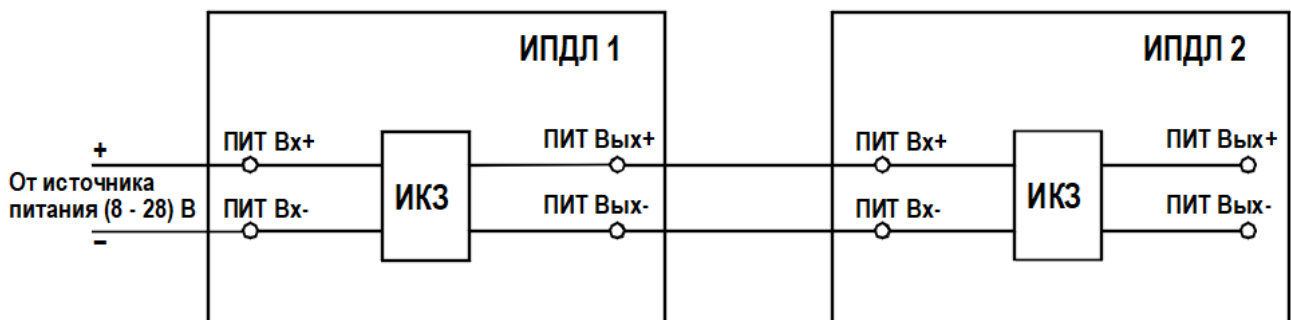 ИПДЛ 1
ИПДЛ 2
+
ПИТ Вх+
ПИТ Вых+
ПИТ Вх+
ПИТ Вых+
От источника
питания (8 - 28) В
ПИТ Вх-
ИКЗ
ПИТ Вых-
ПИТ Вх-
ИКЗ
ПИТ Вых-
–